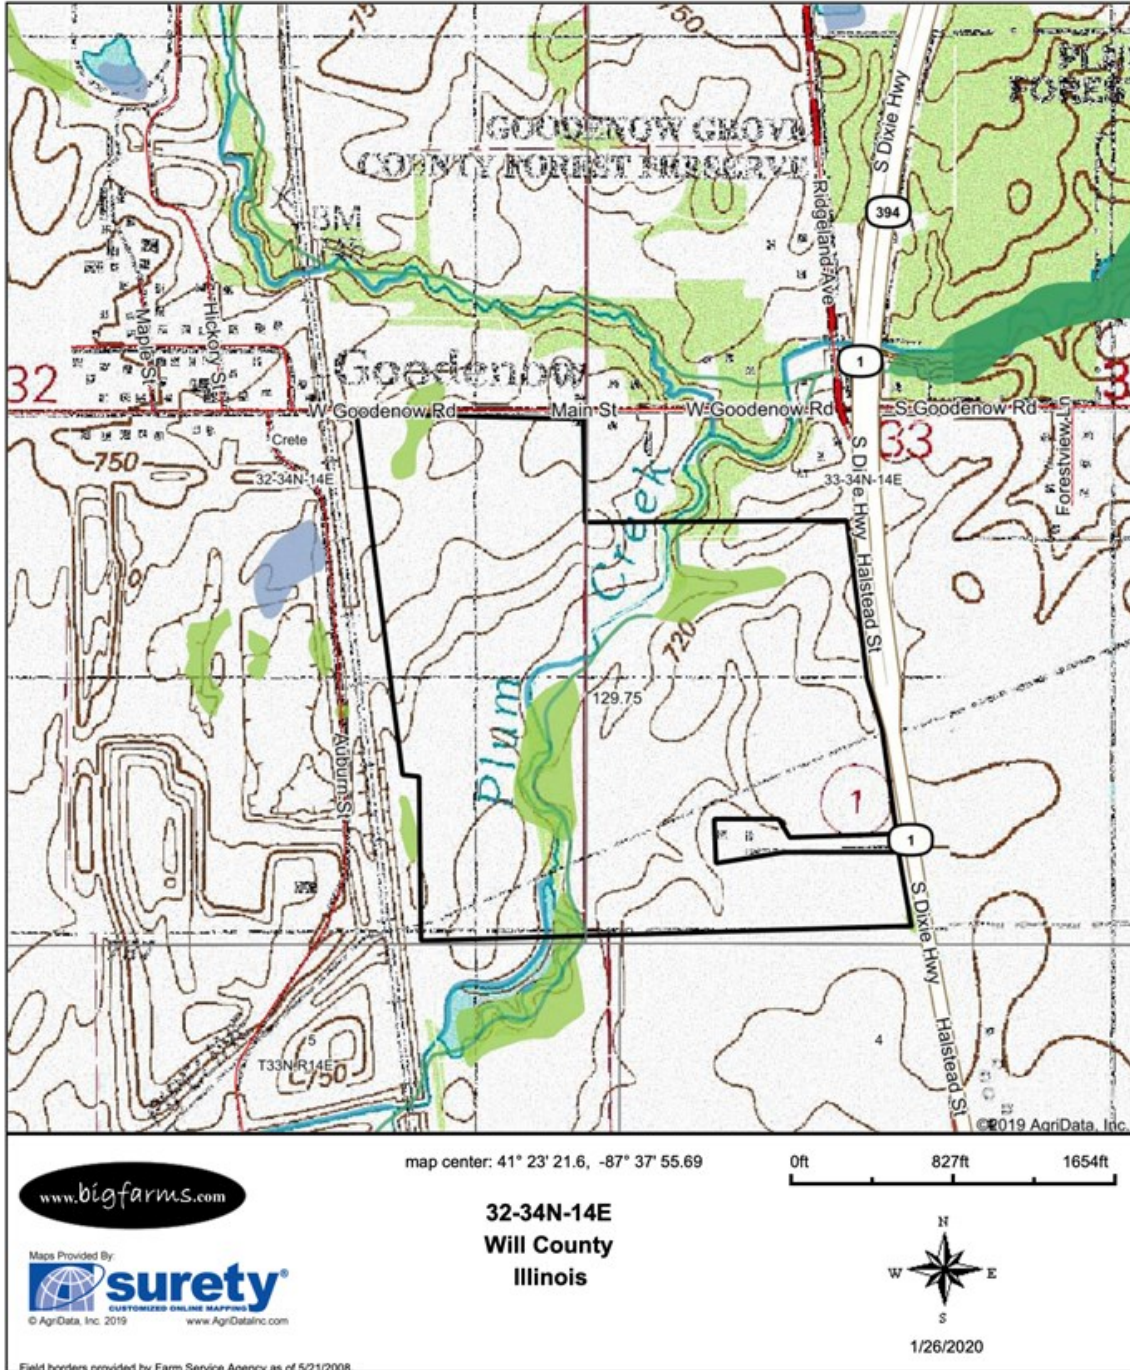 750
750
GOODENOW GROVE
COUNTY FOREST PRESERVE
S Dixie Hwy
394
Ridgeland Ave
BM
Maple St
Hickory St
1
Goodenow
32
W Goodenow Rd
Main St
W Goodenow Rd
S Goodenow Rd
Forestview Ln
33
Crete
750
32-34N-14E
33-34N-14E
S Dixie Hwy
Halstead St
Plum Creek
720
129.75
Auburn St
1
1
S Dixie Hwy
Halstead St
5
T33N-R14E
750
4
©2019 AgriData, Inc.
map center: 41° 23' 21.6, -87° 37' 55.69
0ft 827ft 1654ft
www.bigfarms.com
32-34N-14E
Will County
Illinois
Maps Provided By:
surety®
CUSTOMIZED ONLINE MAPPING
© AgriData, Inc. 2019 www.AgriDataInc.com
N
W E
S
1/26/2020
Field borders provided by Farm Service Agency as of 5/21/2008.